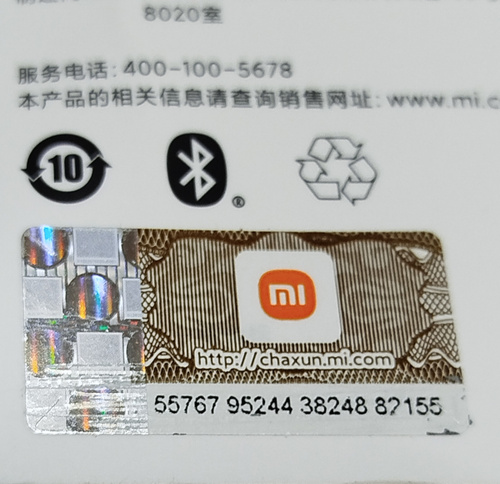 8020室
服务电话: 400-100-5678
本产品的相关信息请查询销售网址: www.mi.c
10
®
mi
http://chaxun.mi.com
55767 95244 38248 82155